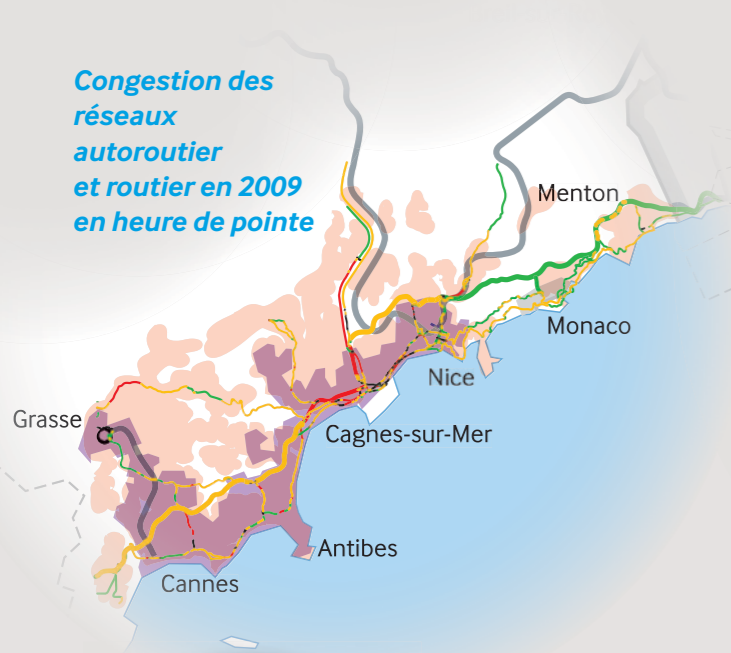 Congestion des
réseaux
autoroutier
et routier en 2009
en heure de pointe
Menton
Monaco
Nice
Grasse
Cagnes-sur-Mer
Antibes
Cannes